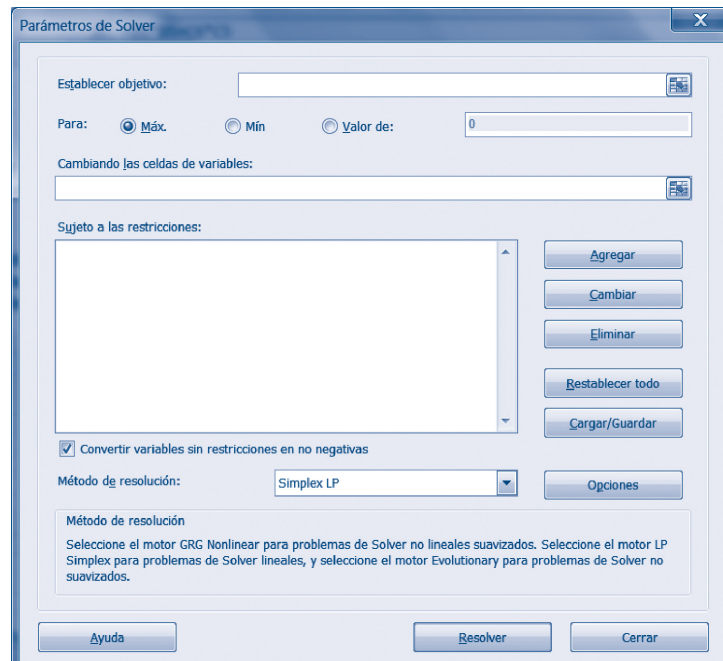 Parámetros de Solver
Establecer objetivo:
Para:
Máx.
Mín
Valor de:
0
Cambiando las celdas de variables:
Sujeto a las restricciones:
Agregar
Cambiar
Eliminar
Restablecer todo
Cargar/Guardar
Convertir variables sin restricciones en no negativas
Método de resolución:
Simplex LP
Opciones
Método de resolución
Seleccione el motor GRG Nonlinear para problemas de Solver no lineales suavizados. Seleccione el motor LP
Simplex para problemas de Solver lineales, y seleccione el motor Evolutionary para problemas de Solver no
suavizados.
Ayuda
Resolver
Cerrar